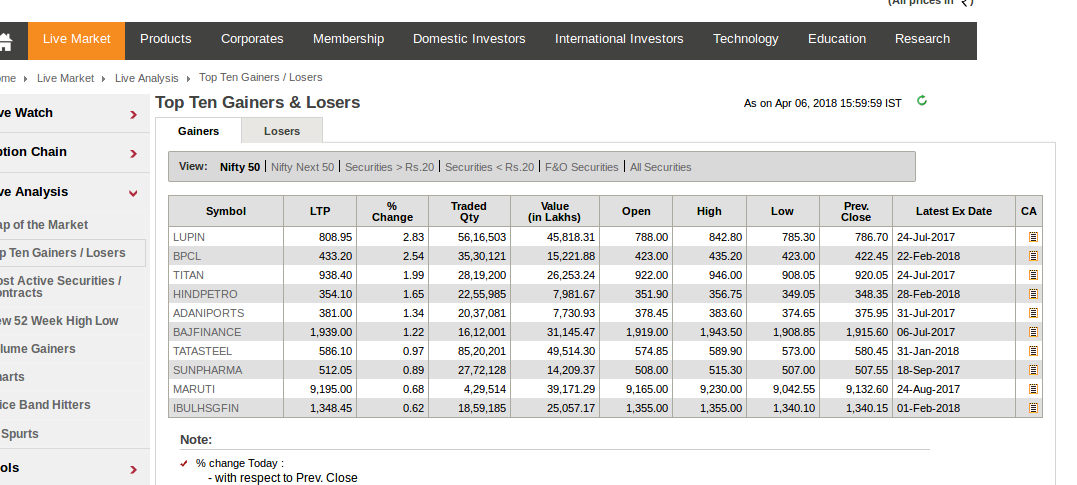 (All prices in ₹)
Live Market Products Corporates Membership Domestic Investors International Investors Technology Education Research
Live Market Live Analysis Top Ten Gainers / Losers
Top Ten Gainers & Losers
As on Apr 06, 2018 15:59:59 IST
Gainers Losers
View: Nifty 50 | Nifty Next 50 | Securities > Rs.20 | Securities < Rs.20 | F&O Securities | All Securities
Symbol LTP % Change Traded Qty Value (in Lakhs) Open High Low Prev. Close Latest Ex Date CA
LUPIN 808.95 2.83 56,16,503 45,818.31 788.00 842.80 785.30 786.70 24-Jul-2017
BPCL 433.20 2.54 35,30,121 15,221.88 423.00 435.20 423.00 422.45 22-Feb-2018
TITAN 938.40 1.99 28,19,200 26,253.24 922.00 946.00 908.05 920.05 24-Jul-2017
HINDPETRO 354.10 1.65 22,55,985 7,981.67 351.90 356.75 349.05 348.35 28-Feb-2018
ADANIPORTS 381.00 1.34 20,37,081 7,730.93 378.45 383.60 374.65 375.95 31-Jul-2017
BAJFINANCE 1,939.00 1.22 16,12,001 31,145.47 1,919.00 1,943.50 1,908.85 1,915.60 06-Jul-2017
TATASTEEL 586.10 0.97 85,20,201 49,514.30 574.85 589.90 573.00 580.45 31-Jan-2018
SUNPHARMA 512.05 0.89 27,72,128 14,209.37 508.00 515.30 507.00 507.55 18-Sep-2017
MARUTI 9,195.00 0.68 4,29,514 39,171.29 9,165.00 9,230.00 9,042.55 9,132.60 24-Aug-2017
IBULHSGFIN 1,348.45 0.62 18,59,185 25,057.17 1,355.00 1,355.00 1,340.10 1,340.15 01-Feb-2018
Note:
% change Today :
- with respect to Prev. Close
ve Watch
ption Chain
ve Analysis
ap of the Market
p Ten Gainers / Losers
ost Active Securities /
ontracts
ew 52 Week High Low
lume Gainers
harts
ice Band Hitters
Spurts
ols